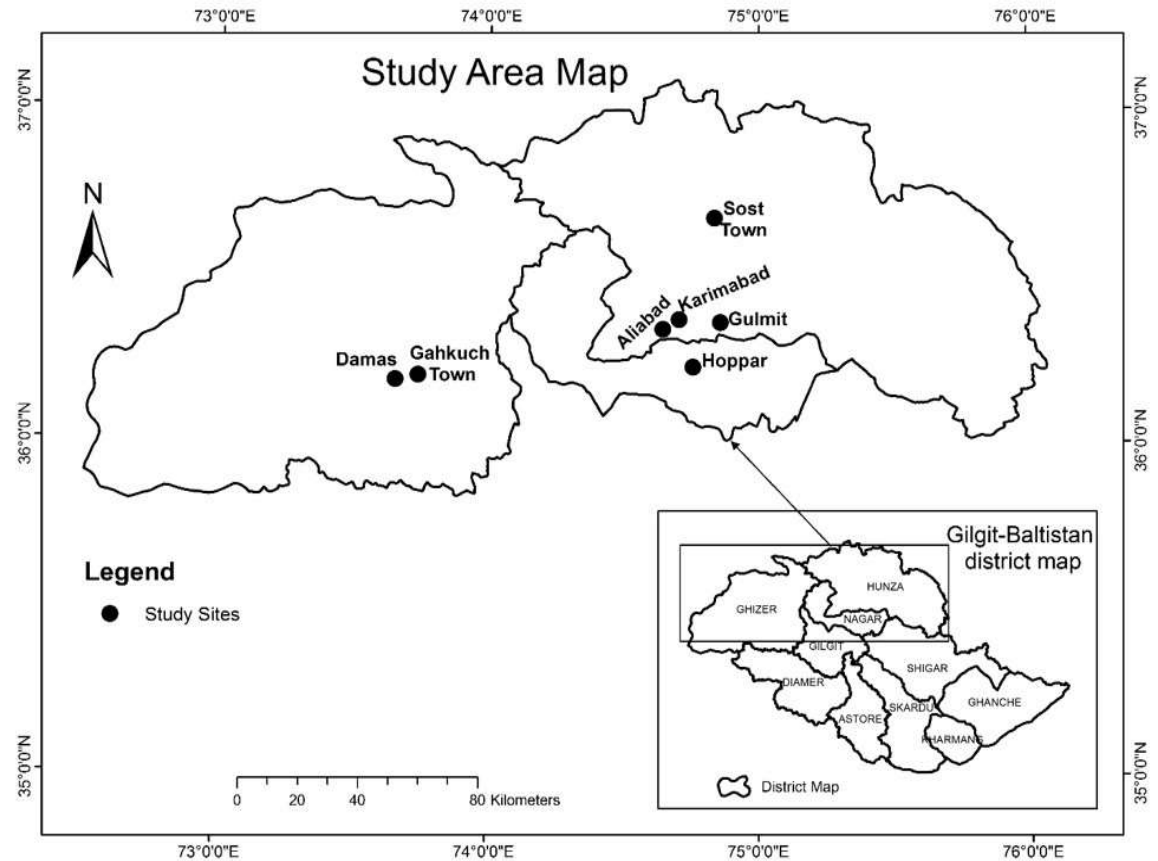 73°0'0"E 74°0'0"E 75°0'0"E 76°0'0"E
Study Area Map
37°0'0"N
37°0'0"N
N
Sost
Town
Karimabad
Aliabad
Gulmit
Hoppar
Damas
Gahkuch
Town
36°0'0"N
36°0'0"N
Gilgit-Baltistan
district map
HUNZA
GHIZER
NAGAR
GILGIT
SHIGAR
DIAMER
GHANCHE
SKARDU
ASTORE
KHARMANG
District Map
Legend
Study Sites
35°0'0"N
35°0'0"N
0 20 40 80 Kilometers
73°0'0"E 74°0'0"E 75°0'0"E 76°0'0"E